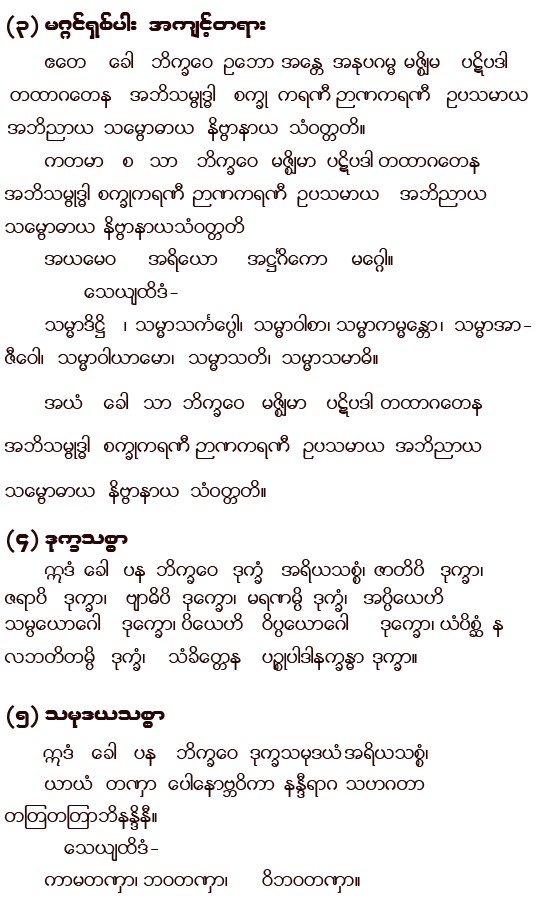 (၃) မဂ္ဂင်ရှစ်ပါး အကျင့်တရား
ဧတေ ခေါ ဘိက္ခဝေ ဥဘော အန္တေ အနုပဂမ္မ မဇ္ဈိမ ပဋိပဒါ
တထာဂတေန အဘိသမ္ဗုဒ္ဓါ စက္ခု ကရဏီ ဉာဏကရဏီ ဥပသမာယ
အဘိညာယ သမ္ဗောဓာယ နိဗ္ဗာနာယ သံဝတ္တတိ။
ကတမာ စ သာ ဘိက္ခဝေ မဇ္ဈိမာ ပဋိပဒါ တထာဂတေန
အဘိသမ္ဗုဒ္ဓါ စက္ခုကရဏီ ဉာဏကရဏီ ဥပသမာယ အဘိညာယ
သမ္ဗောဓာယ နိဗ္ဗာနာယသံဝတ္တတိ
အယမေဝ အရိယော အဋ္ဌင်္ဂိကော မဂ္ဂေါ။
သေယျထိဒံ-
သမ္မာဒိဋ္ဌိ ၊ သမ္မာသင်္ကပ္ပေါ၊ သမ္မာဝါစာ၊ သမ္မာကမ္မန္တော၊ သမ္မာအာ-
ဇီဝေါ၊ သမ္မာဝါယာမော၊ သမ္မာသတိ၊ သမ္မာသမာဓိ။
အယံ ခေါ သာ ဘိက္ခဝေ မဇ္ဈိမာ ပဋိပဒါ တထာဂတေန
အဘိသမ္ဗုဒ္ဓါ စက္ခုကရဏီ ဉာဏကရဏီ ဥပသမာယ အဘိညာယ
သမ္ဗောဓာယ နိဗ္ဗာနာယ သံဝတ္တတိ။
(၄) ဒုက္ခသစ္စာ
ဣဒံ ခေါ ပန ဘိက္ခဝေ ဒုက္ခံ အရိယသစ္စံ၊ ဇာတိပိ ဒုက္ခာ၊
ဇရာပိ ဒုက္ခာ၊ ဗျာဓိပိ ဒုက္ခော၊ မရဏမ္ပိ ဒုက္ခံ၊ အပ္ပိယေဟိ
သမ္ပယောဂေါ ဒုက္ခော၊ ပိယေဟိ ဝိပ္ပယောဂေါ ဒုက္ခော၊ ယံပိစ္ဆံ န
လဘတိတမ္ပိ ဒုက္ခံ၊ သံခိတ္တေန ပဉ္စုပါဒါနက္ခန္ဓာ ဒုက္ခာ။
(၅) သမုဒယသစ္စာ
ဣဒံ ခေါ ပန ဘိက္ခဝေ ဒုက္ခသမုဒယံ အရိယသစ္စံ၊
ယာယံ တဏှာ ပေါနောဗ္ဘဝိကာ နန္ဒီရာဂ သဟဂတာ
တတြတတြာဘိနန္ဒိနီ။
သေယျထိဒံ-
ကာမတဏှာ၊ ဘဝတဏှာ၊ ဝိဘဝတဏှာ။